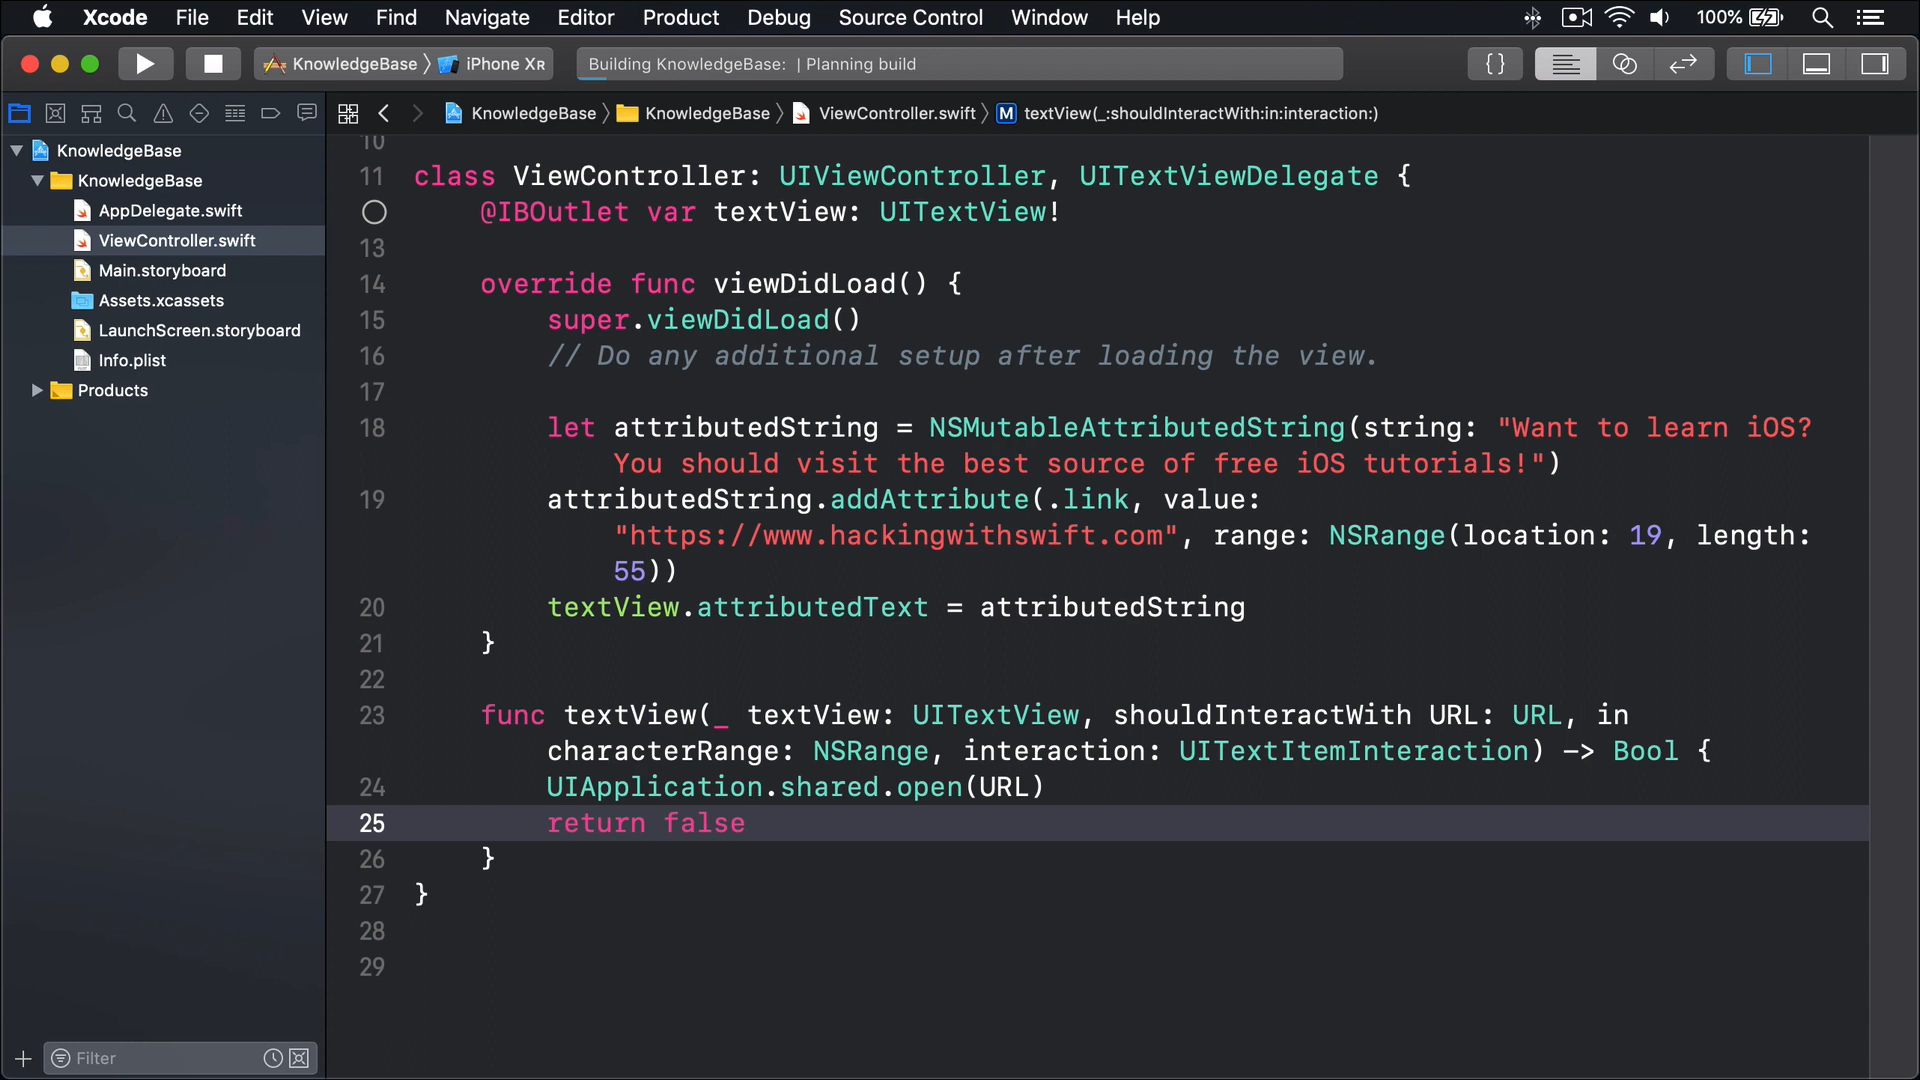 Xcode File Edit View Find Navigate Editor Product Debug Source Control Window Help 100%
KnowledgeBase iPhone XR Building KnowledgeBase: | Planning build {}
KnowledgeBase KnowledgeBase ViewController.swift M textView(_:shouldInteractWith:in:interaction:)
KnowledgeBase
KnowledgeBase
AppDelegate.swift
ViewController.swift
Main.storyboard
Assets.xcassets
LaunchScreen.storyboard
Info.plist
Products
Filter
10
11 class ViewController: UIViewController, UITextViewDelegate {
@IBOutlet var textView: UITextView!
13
14 override func viewDidLoad() {
15 super.viewDidLoad()
16 // Do any additional setup after loading the view.
17
18 let attributedString = NSMutableAttributedString(string: "Want to learn iOS?
You should visit the best source of free iOS tutorials!")
19 attributedString.addAttribute(.link, value:
"https://www.hackingwithswift.com", range: NSRange(location: 19, length:
55))
20 textView.attributedText = attributedString
21 }
22
23 func textView(_ textView: UITextView, shouldInteractWith URL: URL, in
characterRange: NSRange, interaction: UITextItemInteraction) -> Bool {
24 UIApplication.shared.open(URL)
25 return false
26 }
27 }
28
29